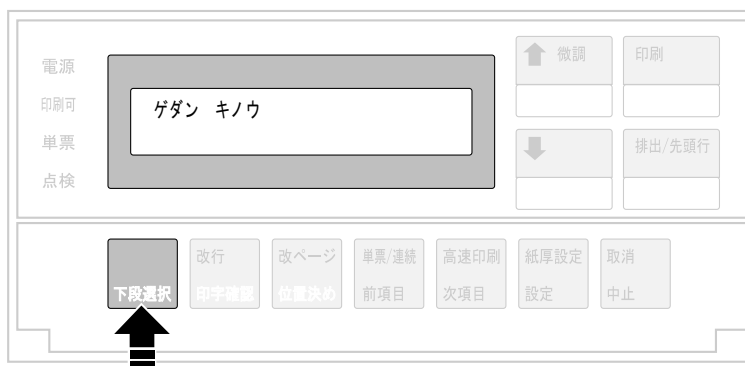 電源
印刷可
単票
点検
ゲダン キノウ
微調
印刷
排出/先頭行
下段選択
改行
印字確認
改ページ
位置決め
単票/連続
前項目
高速印刷
次項目
紙厚設定
設定
取消
中止